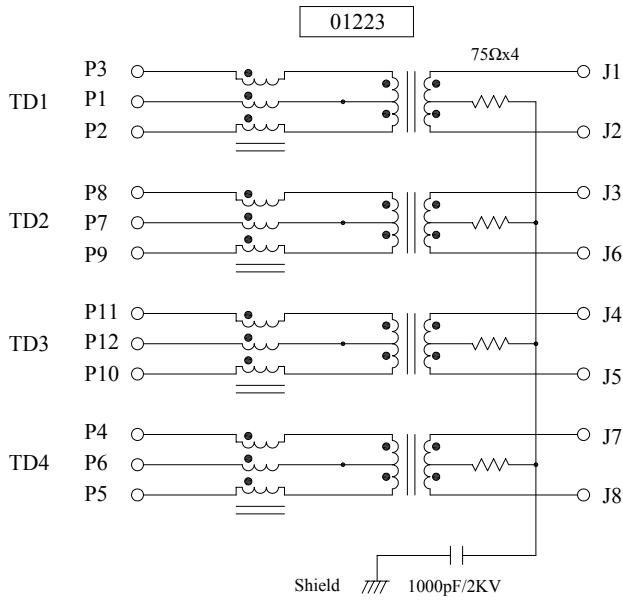 01223
75Ωx4
P3
J1
TD1
P1
P2
J2
P8
J3
TD2
P7
P9
J6
P11
J4
TD3
P12
P10
J5
P4
J7
TD4
P6
P5
J8
Shield
1000pF/2KV